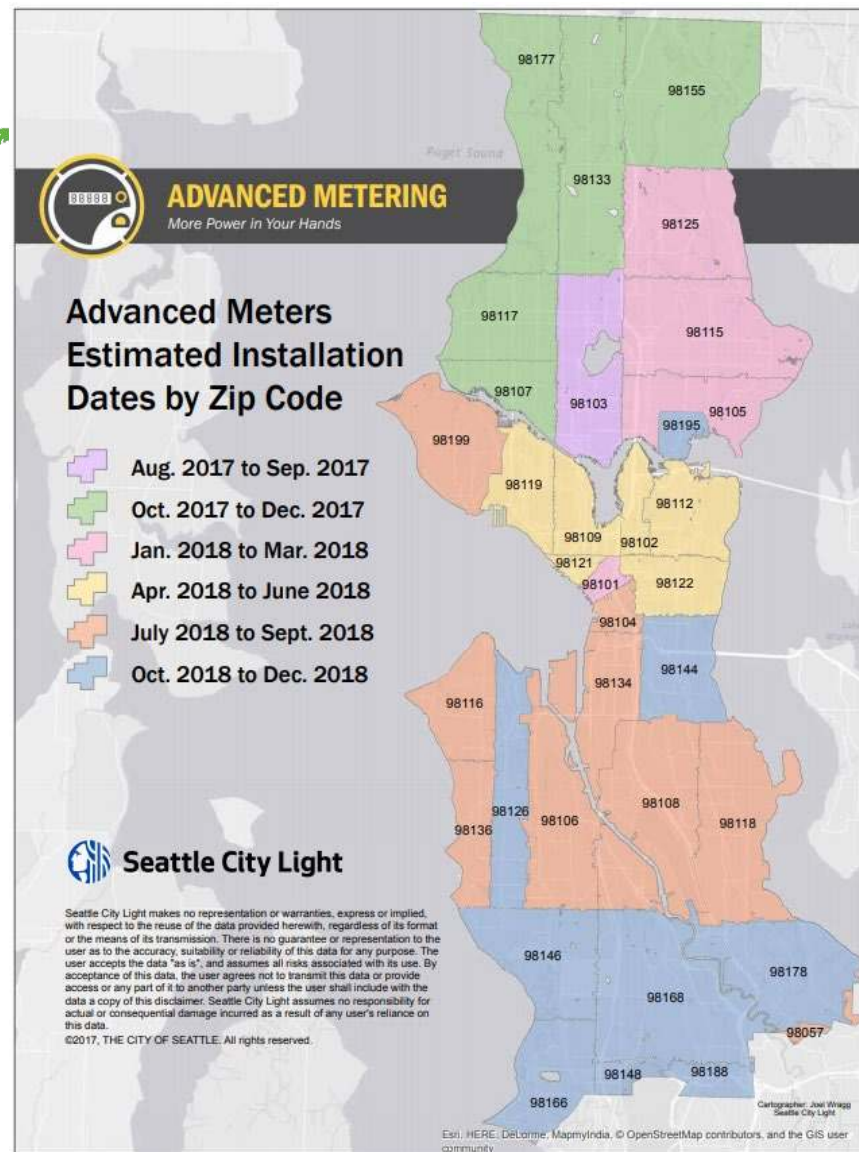 98177
98155
Puget Sound
98133
ADVANCED METERING
More Power in Your Hands
98125
Advanced Meters
Estimated Installation
Dates by Zip Code
98117
98115
98107
98103
98105
98195
98199
Aug. 2017 to Sep. 2017
Oct. 2017 to Dec. 2017
Jan. 2018 to Mar. 2018
Apr. 2018 to June 2018
July 2018 to Sept. 2018
Oct. 2018 to Dec. 2018
98119
98112
98109
98102
98121
98101
98122
98104
98134
98144
98116
98126
98136
98106
98108
98118
Seattle City Light
Seattle City Light makes no representation or warranties, express or implied,
with respect to the reuse of the data provided herewith, regardless of its format
or the means of its transmission. There is no guarantee or representation to the
user as to the accuracy, suitability or reliability of this data for any purpose. The
user accepts the data "as is", and assumes all risks associated with its use. By
acceptance of this data, the user agrees not to transmit this data or provide
access or any part of it to another party unless the user shall include with the
data a copy of this disclaimer. Seattle City Light assumes no responsibility for
actual or consequential damage incurred as a result of any user's reliance on
this data.
©2017, THE CITY OF SEATTLE. All rights reserved.
98146
98178
98168
98057
98148
98188
98166
Cartographer: Joel Wragg
Seattle City Light
Esri, HERE, DeLorme, MapmyIndia, © OpenStreetMap contributors, and the GIS user
community